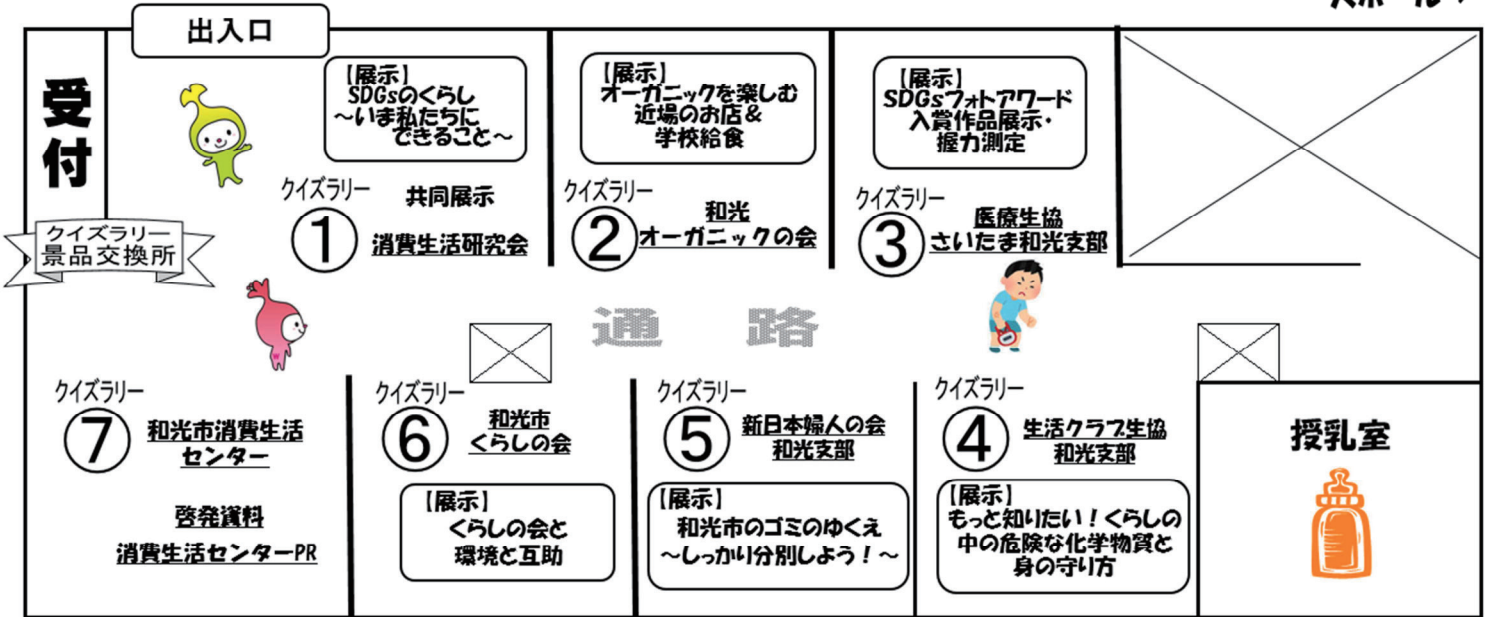 出入口
受付
クイズラリー
景品交換所
【展示】
SDGsのくらし
～いま私たちに
できること～
クイズラリー
①
共同展示
消費生活研究会
【展示】
オーガニックを楽しむ
近場のお店＆
学校給食
クイズラリー
②
和光
オーガニックの会
【展示】
SDGsフォトアワード
入賞作品展示・
握力測定
クイズラリー
③
医療生協
さいたま和光支部
通路
クイズラリー
⑦
和光市消費生活
センター
啓発資料
消費生活センターPR
クイズラリー
⑥
和光市
くらしの会
【展示】
くらしの会と
環境と互助
クイズラリー
⑤
新日本婦人の会
和光支部
【展示】
和光市のゴミのゆくえ
～しっかり分別しよう！～
クイズラリー
④
生活クラブ生協
和光支部
【展示】
もっと知りたい！くらしの
中の危険な化学物質と
身の守り方
授乳室